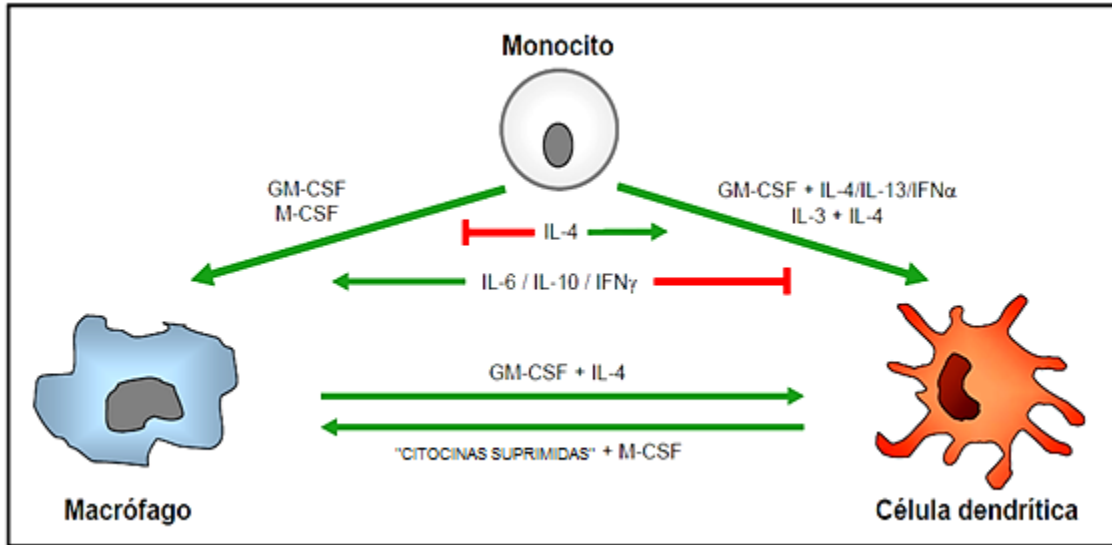 Monocito
GM-CSF
M-CSF
GM-CSF + IL-4/IL-13/IFNα
IL-3 + IL-4
IL-4
IL-6 / IL-10 / IFNγ
GM-CSF + IL-4
"CITOCINAS SUPRIMIDAS" + M-CSF
Macrófago
Célula dendrítica